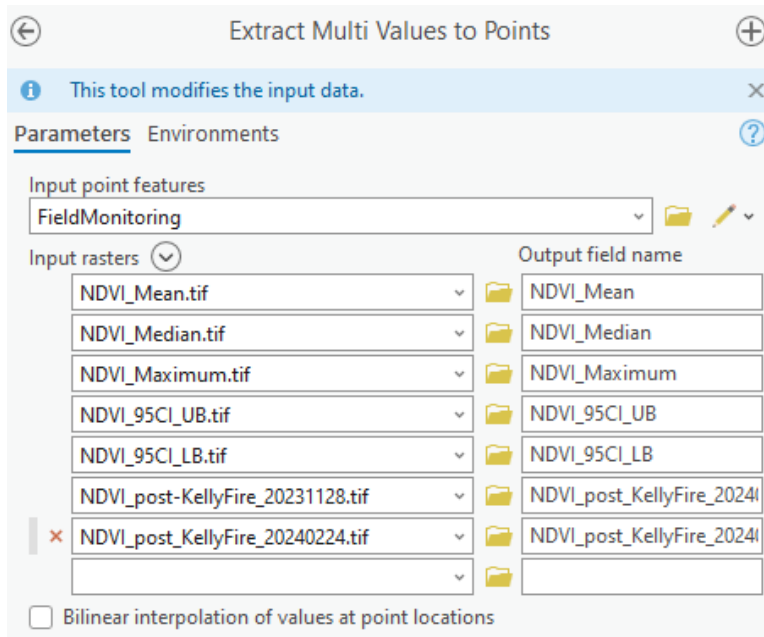 Extract Multi Values to Points
This tool modifies the input data.
Parameters Environments
Input point features
FieldMonitoring
Input rasters Output field name
NDVI_Mean.tif NDVI_Mean
NDVI_Median.tif NDVI_Median
NDVI_Maximum.tif NDVI_Maximum
NDVI_95CI_UB.tif NDVI_95CI_UB
NDVI_95CI_LB.tif NDVI_95CI_LB
NDVI_post-KellyFire_20231128.tif NDVI_post_KellyFire_2024
NDVI_post_KellyFire_20240224.tif NDVI_post_KellyFire_2024
Bilinear interpolation of values at point locations